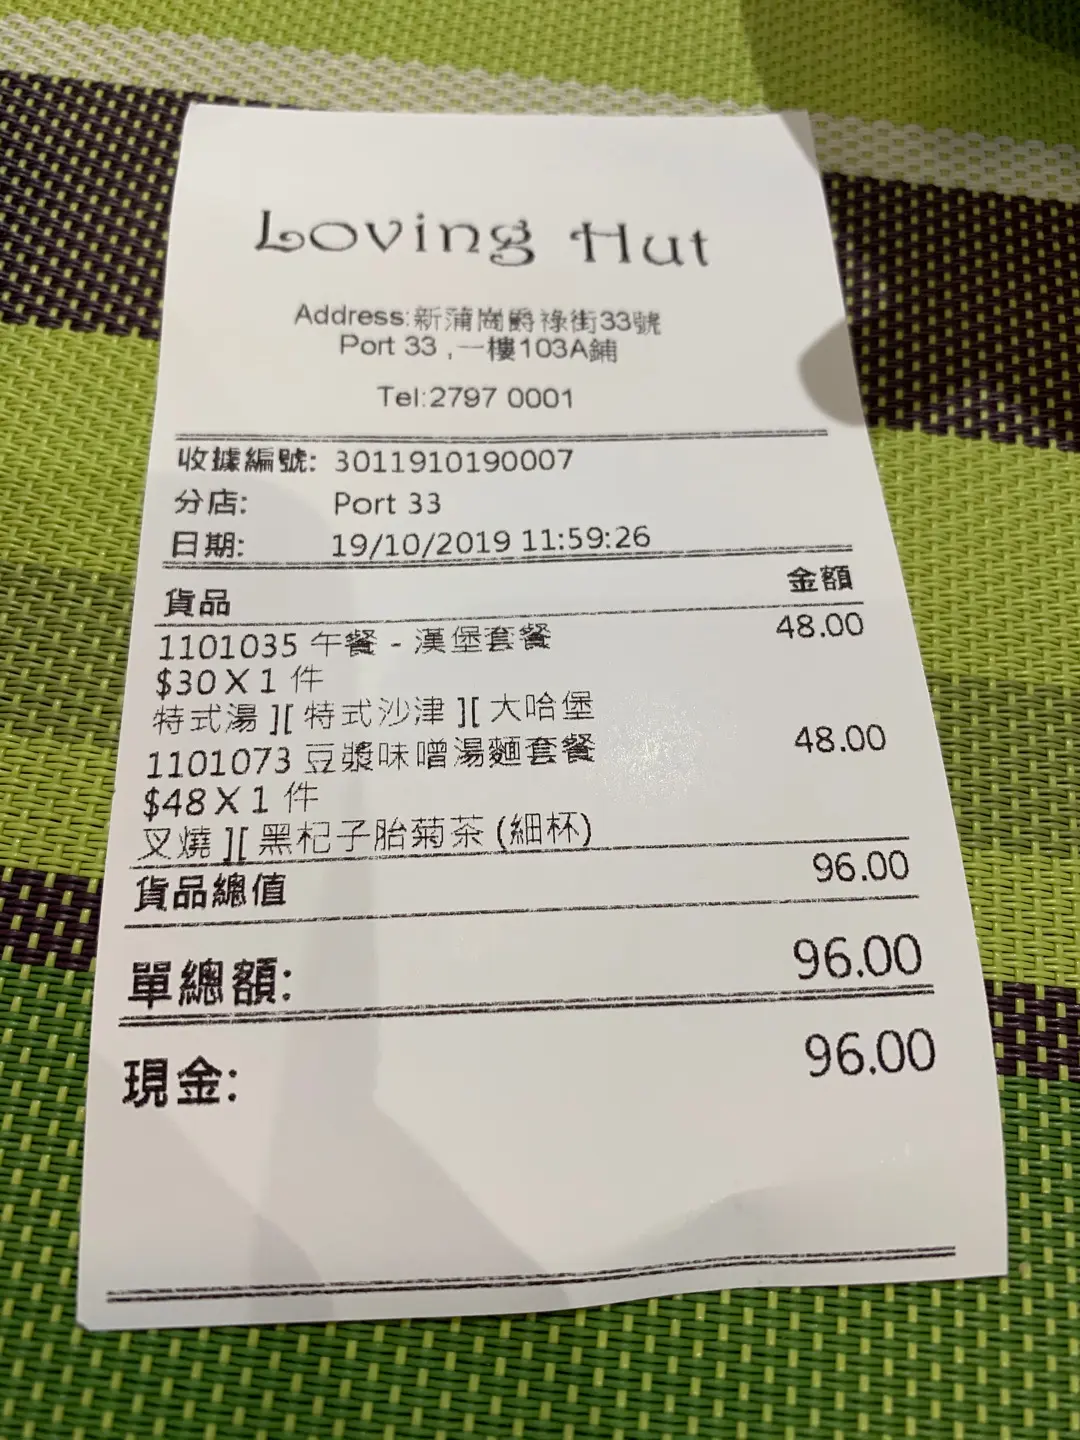 Loving Hut
Address:新蒲崗爵祿街33號
Port 33 ,一樓103A鋪
Tel:2797 0001
收據編號: 3011910190007
分店: Port 33
日期: 19/10/2019 11:59:26
貨品 金額
1101035 午餐 - 漢堡套餐 48.00
$30 X 1 件
特式湯 ][ 特式沙津 ][ 大哈堡
1101073 豆漿味噌湯麵套餐 48.00
$48 X 1 件
叉燒 ][ 黑杞子胎菊茶 (細杯)
貨品總值 96.00
單總額: 96.00
現金: 96.00